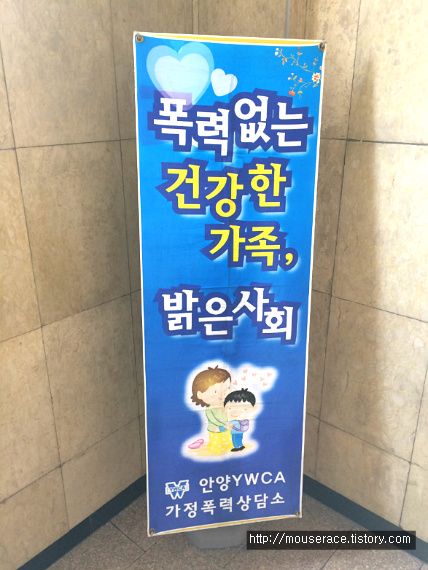 폭력없는
건강한
가족,
밝은사회
YWCA
안양YWCA
가정폭력상담소
http://mouserace.tistory.com